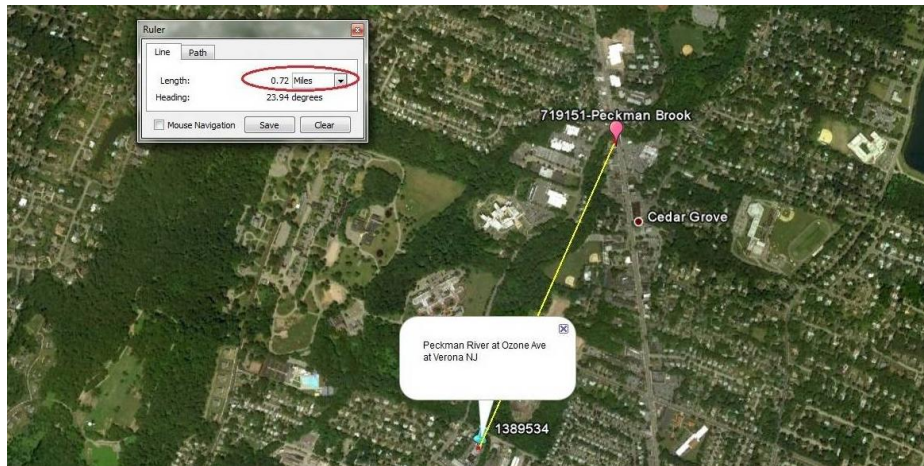 Ruler
Line Path
Length: 0.72 Miles
Heading: 23.94 degrees
Mouse Navigation Save Clear
719151-Peckman Brook
Cedar Grove
Peckman River at Ozone Ave
at Verona NJ
1389534